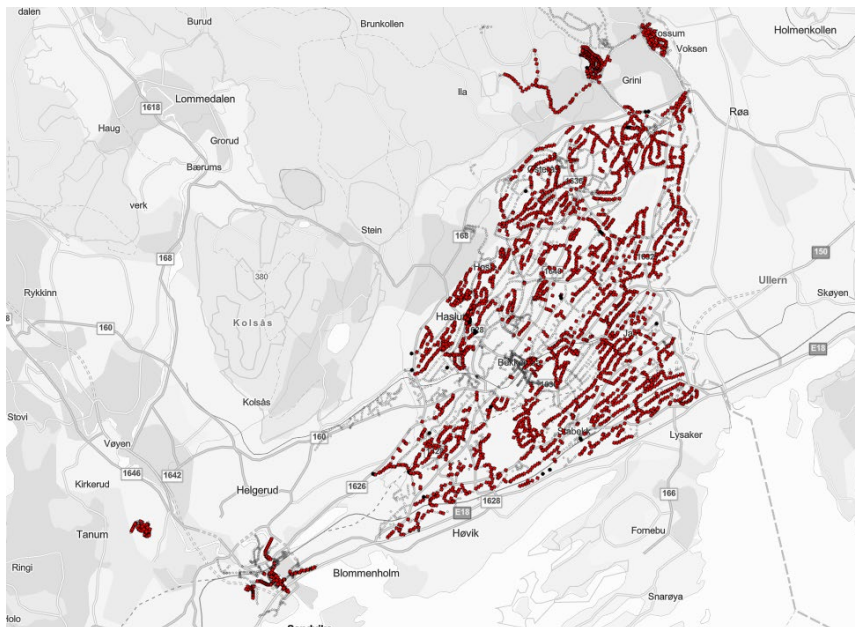 dalen
Burud
Brunkollen
Holmenkollen
Fossum
Voksen
Grini
Ila
Lommedalen
1618
Røa
Haug
Grorud
Bærums
verk
Stein
168
168
Ullern
150
Skøyen
380
Kolsås
Rykkinn
160
Haslum
E18
Kolsås
Stovi
Vøyen
160
Stabekk
Lysaker
1646
1642
Kirkerud
Helgerud
1626
1628
166
E18
Tanum
Høvik
Fornebu
Ringi
Blommenholm
Snarøya
Holo